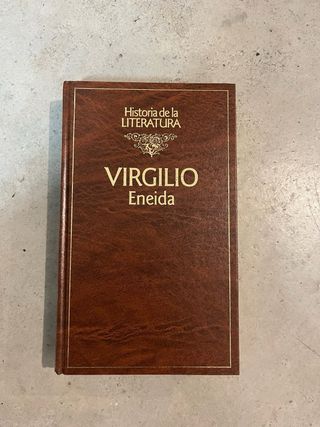 Historia de la
LITERATURA
VIRGILIO
Eneida